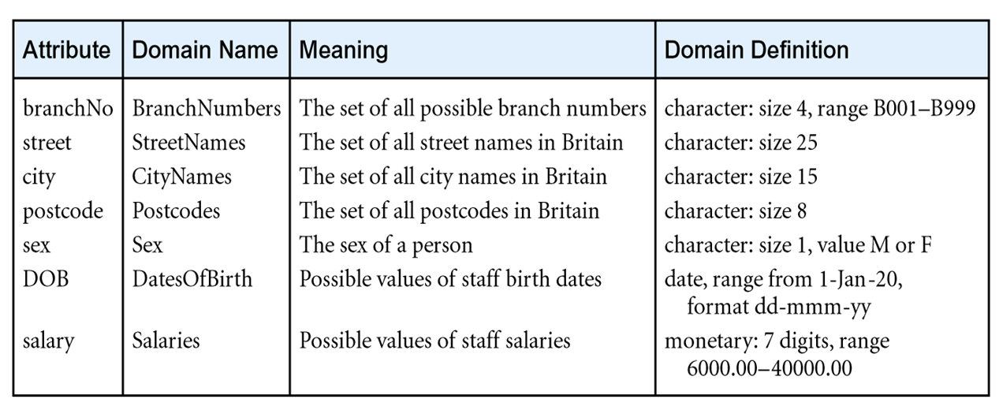 Attribute Domain Name Meaning Domain Definition
branchNo BranchNumbers The set of all possible branch numbers character: size 4, range B001–B999
street StreetNames The set of all street names in Britain character: size 25
city CityNames The set of all city names in Britain character: size 15
postcode Postcodes The set of all postcodes in Britain character: size 8
sex Sex The sex of a person character: size 1, value M or F
DOB DatesOfBirth Possible values of staff birth dates date, range from 1-Jan-20,
format dd-mmm-yy
salary Salaries Possible values of staff salaries monetary: 7 digits, range
6000.00–40000.00